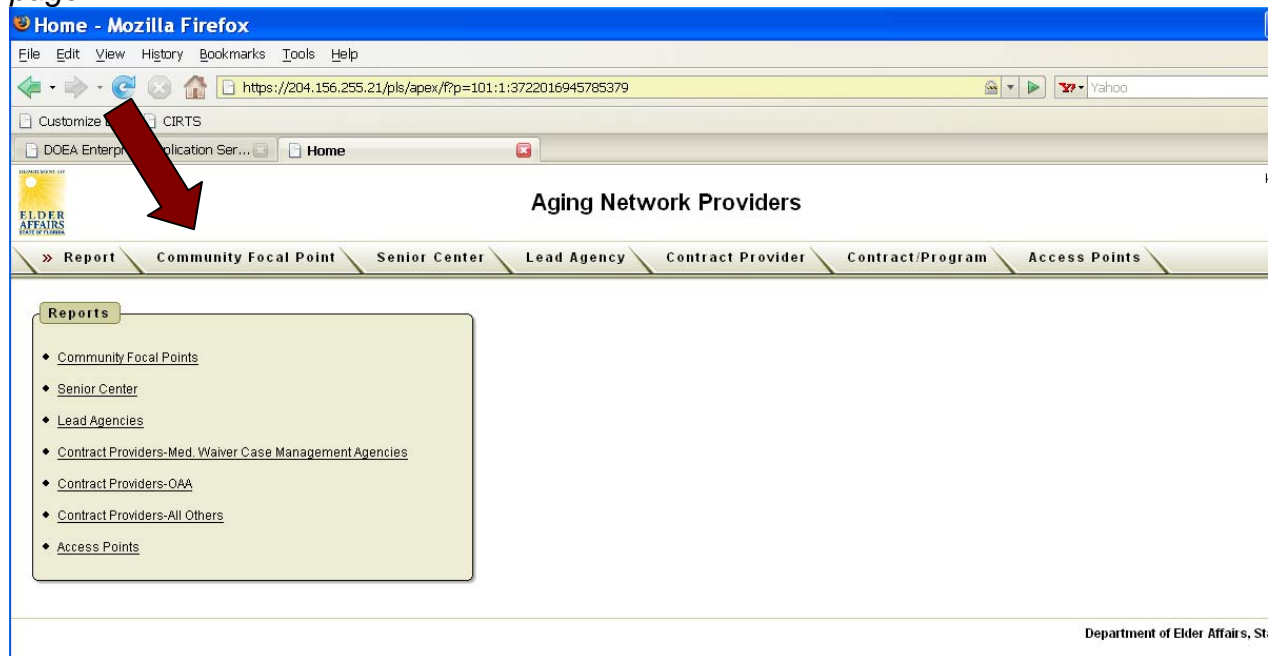 Home - Mozilla Firefox
File Edit View History Bookmarks Tools Help
https://204.156.255.21/pls/apex/f?p=101:1:3722016945785379
Yahoo
Customize CIRTS
DOEA Enterpr plication Ser... Home
ELDER
AFFAIRS
STATE OF FLORIDA
Aging Network Providers
» Report Community Focal Point Senior Center Lead Agency Contract Provider Contract/Program Access Points
Reports
Community Focal Points
Senior Center
Lead Agencies
Contract Providers-Med. Waiver Case Management Agencies
Contract Providers-OAA
Contract Providers-All Others
Access Points
Department of Elder Affairs, St